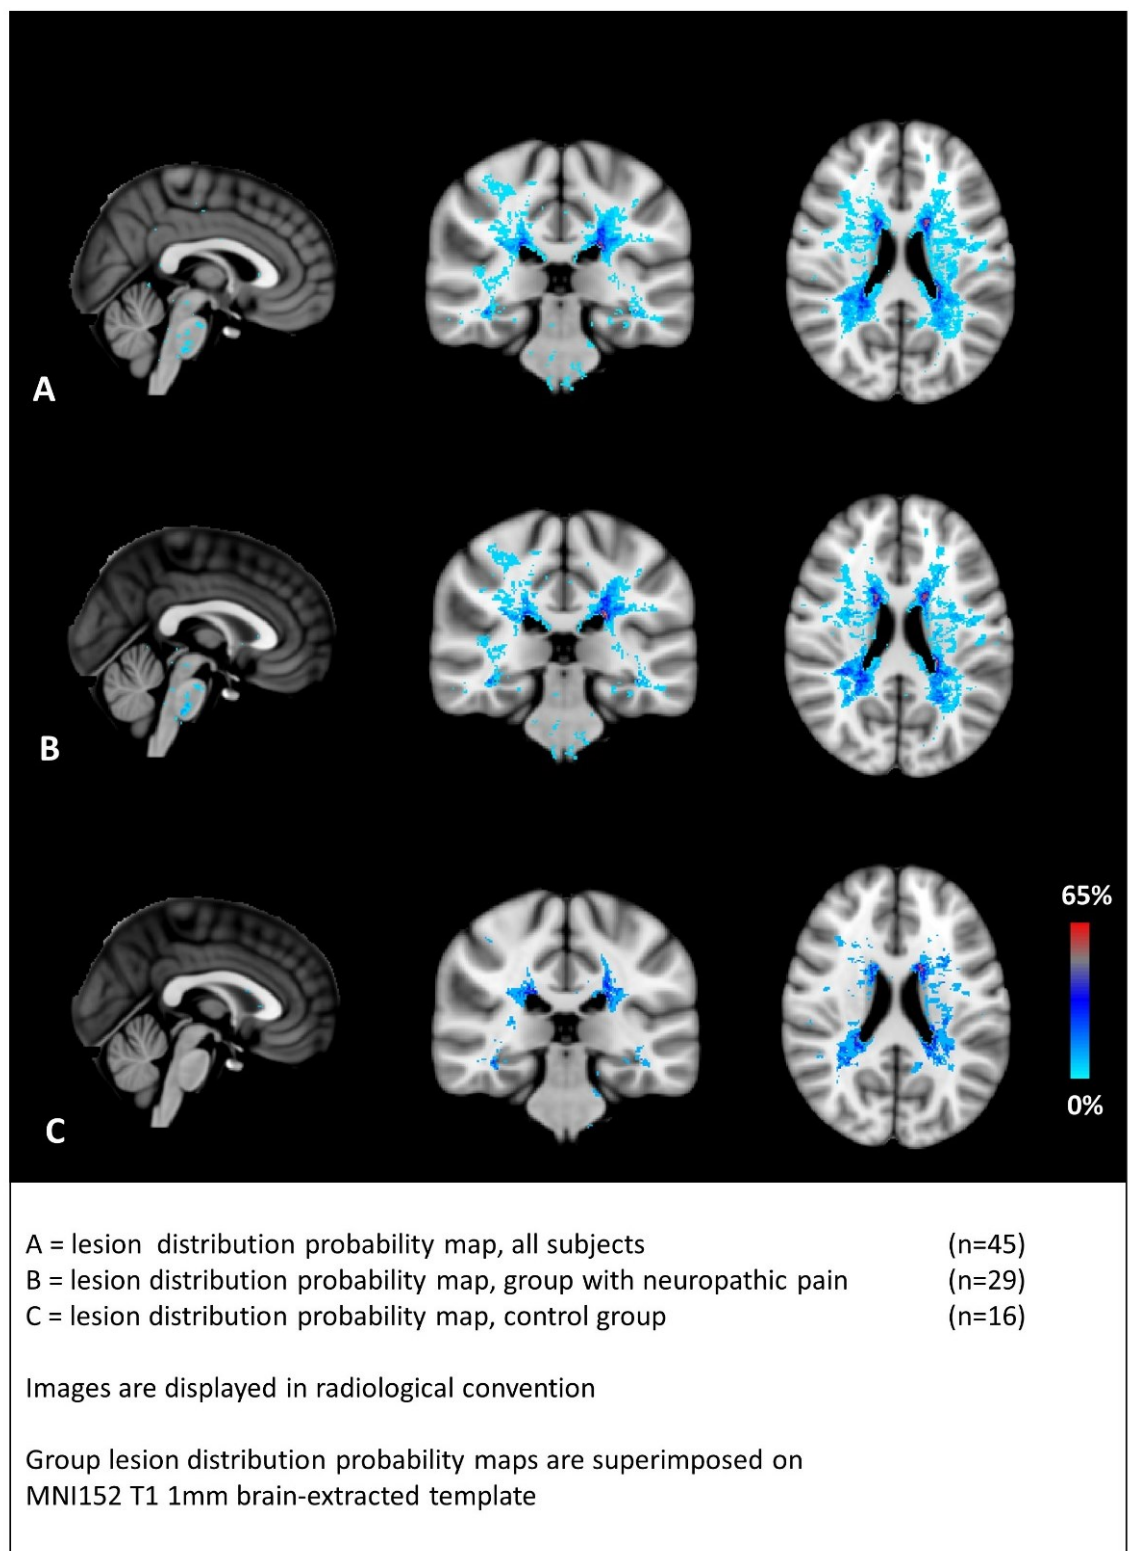 A
B
65%
0%
C
A = lesion distribution probability map, all subjects (n=45)
B = lesion distribution probability map, group with neuropathic pain (n=29)
C = lesion distribution probability map, control group (n=16)
Images are displayed in radiological convention
Group lesion distribution probability maps are superimposed on
MNI152 T1 1mm brain-extracted template